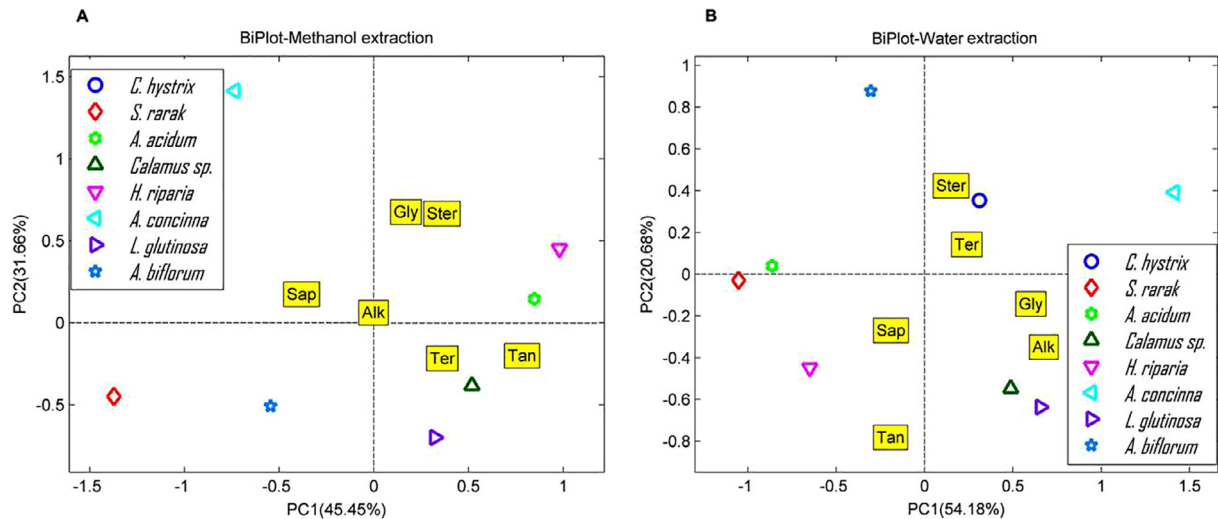 A
BiPlot-Methanol extraction
PC2(31.66%)
1.5
1
0.5
0
-0.5
C. hystrix
S. rarak
A. acidum
Calamus sp.
H. riparia
A. concinna
L. glutinosa
A. biflorum
Gly
Ster
Sap
Alk
Ter
Tan
-1.5
-1
-0.5
0
0.5
1
PC1(45.45%)
B
BiPlot-Water extraction
PC2(20.68%)
1
0.8
0.6
0.4
0.2
0
-0.2
-0.4
-0.6
-0.8
Ster
Ter
Gly
Sap
Alk
Tan
C. hystrix
S. rarak
A. acidum
Calamus sp.
H. riparia
A. concinna
L. glutinosa
A. biflorum
-1
-0.5
0
0.5
1
1.5
PC1(54.18%)